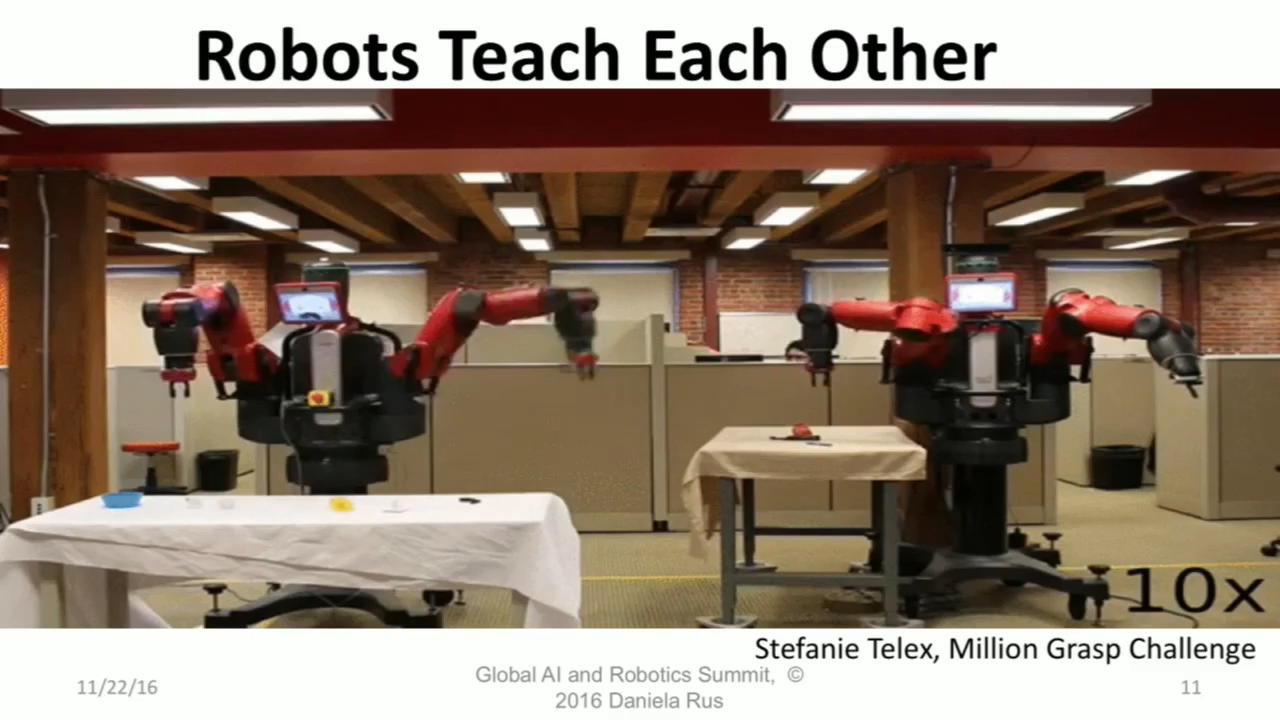 Robots Teach Each Other
10x
Stefanie Telex, Million Grasp Challenge
11/22/16
Global AI and Robotics Summit, ©
2016 Daniela Rus
11